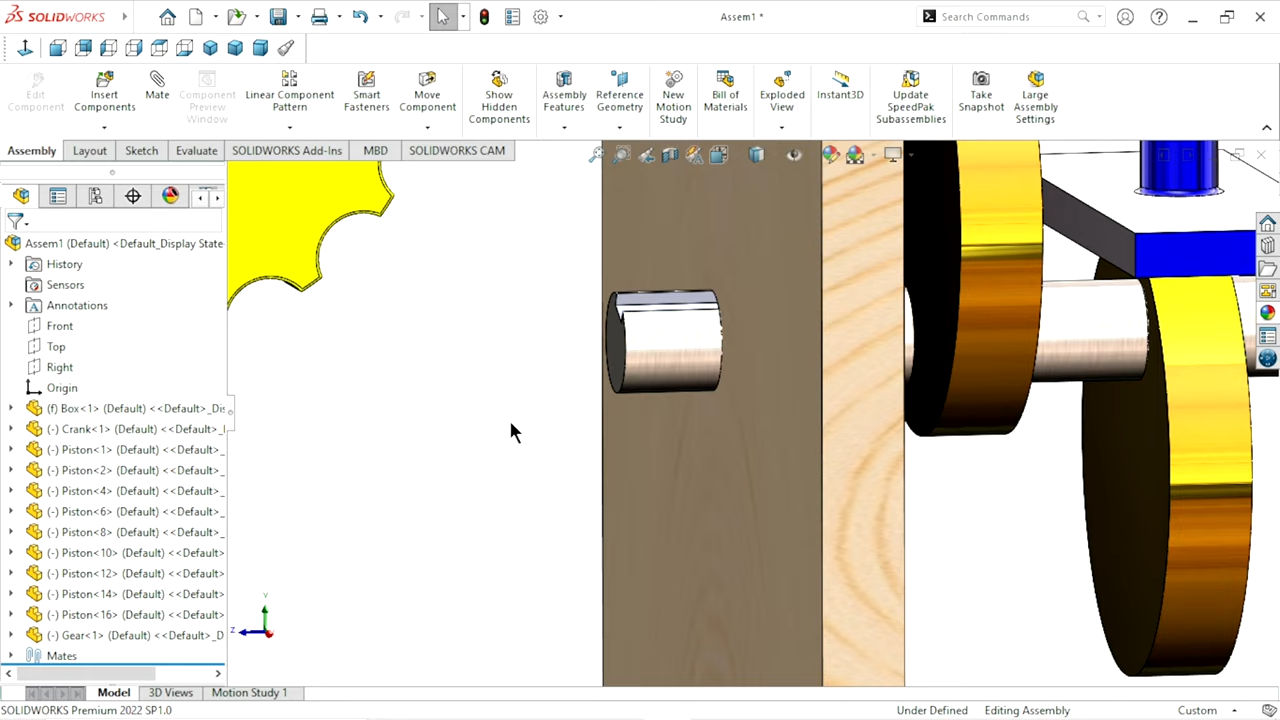 SOLIDWORKS
Assem1 *
Search Commands
Edit
Component
Insert
Components
Mate
Component
Preview
Window
Linear Component
Pattern
Smart
Fasteners
Move
Component
Show
Hidden
Components
Assembly
Features
Reference
Geometry
New
Motion
Study
Bill of
Materials
Exploded
View
Instant3D
Update
SpeedPak
Subassemblies
Take
Snapshot
Large
Assembly
Settings
Assembly
Layout
Sketch
Evaluate
SOLIDWORKS Add-Ins
MBD
SOLIDWORKS CAM
Assem1 (Default) <Default_Display State
History
Sensors
Annotations
Front
Top
Right
Origin
(f) Box<1> (Default) <<Default>_Dis
(-) Crank<1> (Default) <<Default>_
(-) Piston<1> (Default) <<Default>_
(-) Piston<2> (Default) <<Default>_
(-) Piston<4> (Default) <<Default>_
(-) Piston<6> (Default) <<Default>_
(-) Piston<8> (Default) <<Default>_
(-) Piston<10> (Default) <<Default>
(-) Piston<12> (Default) <<Default>
(-) Piston<14> (Default) <<Default>
(-) Piston<16> (Default) <<Default>
(-) Gear<1> (Default) <<Default>_D
Mates
Y
Z
Model
3D Views
Motion Study 1
SOLIDWORKS Premium 2022 SP1.0
Under Defined
Editing Assembly
Custom